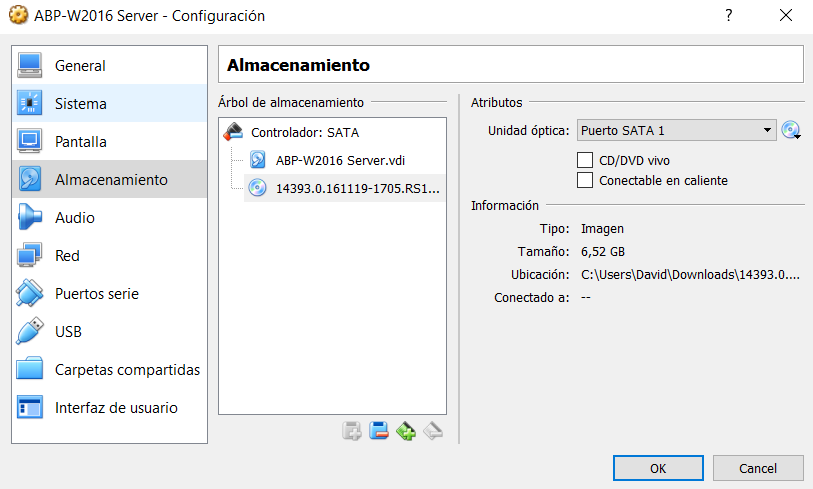 ABP-W2016 Server - Configuración
?
General
Sistema
Pantalla
Almacenamiento
Audio
Red
Puertos serie
USB
Carpetas compartidas
Interfaz de usuario
Almacenamiento
Árbol de almacenamiento
Controlador: SATA
ABP-W2016 Server.vdi
14393.0.161119-1705.RS1...
Atributos
Unidad óptica: Puerto SATA 1
CD/DVD vivo
Conectable en caliente
Información
Tipo: Imagen
Tamaño: 6,52 GB
Ubicación: C:\Users\David\Downloads\14393.0....
Conectado a: --
OK
Cancel